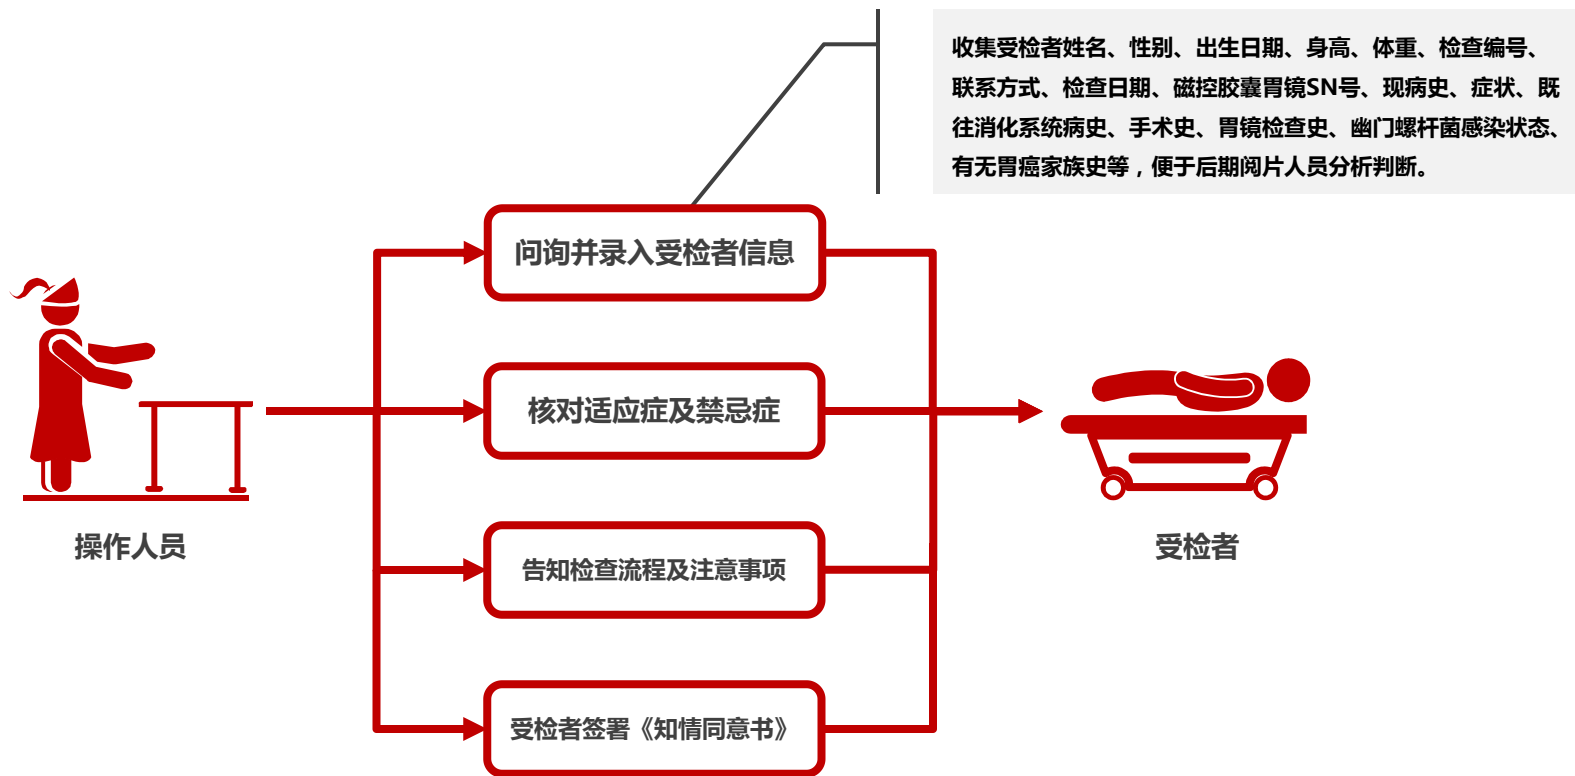 收集受检者姓名、性别、出生日期、身高、体重、检查编号、
联系方式、检查日期、磁控胶囊胃镜SN号、现病史、症状、既
往消化系统病史、手术史、胃镜检查史、幽门螺杆菌感染状态、
有无胃癌家族史等，便于后期阅片人员分析判断。
问询并录入受检者信息
核对适应症及禁忌症
操作人员
告知检查流程及注意事项
受检者
受检者签署《知情同意书》